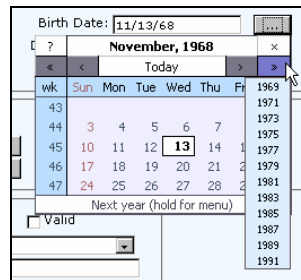 Birth Date: 11/13/68 ...
? November, 1968 ×
« < Today > »
wk Sun Mon Tue Wed Thu
43
44 3 4 5 6 7
45 10 11 12 13 14
46 17 18 19 20 21
47 24 25 26 27 28
1969
1971
1973
1975
1977
1979
1981
1983
1985
1987
1989
1991
Next year (hold for menu)
Valid